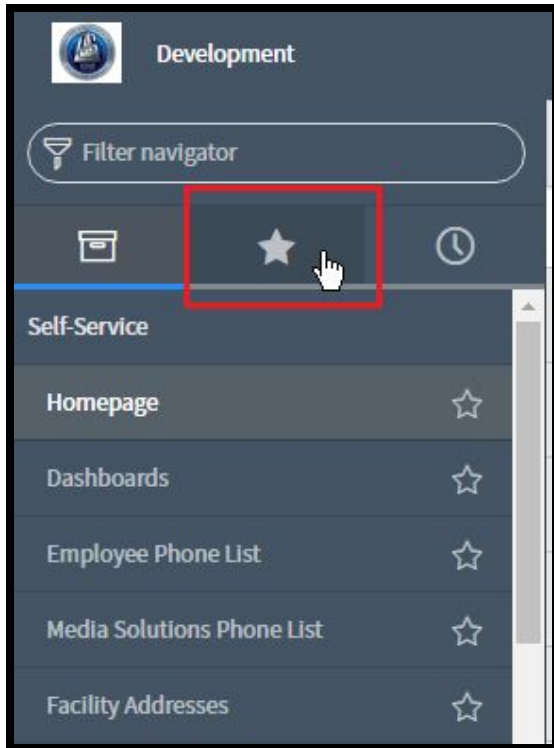 Development
Filter navigator
Self-Service
Homepage
Dashboards
Employee Phone List
Media Solutions Phone List
Facility Addresses